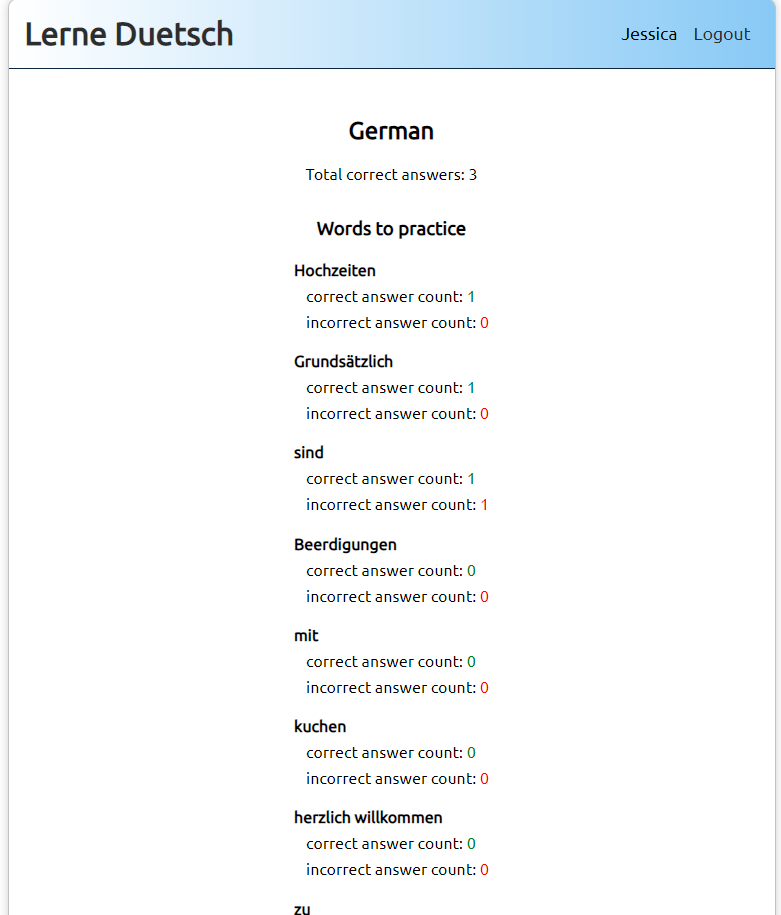 Lerne Duetsch
Jessica Logout
German
Total correct answers: 3
Words to practice
Hochzeiten
correct answer count: 1
incorrect answer count: 0
Grundsätzlich
correct answer count: 1
incorrect answer count: 0
sind
correct answer count: 1
incorrect answer count: 1
Beerdigungen
correct answer count: 0
incorrect answer count: 0
mit
correct answer count: 0
incorrect answer count: 0
kuchen
correct answer count: 0
incorrect answer count: 0
herzlich willkommen
correct answer count: 0
incorrect answer count: 0
zu